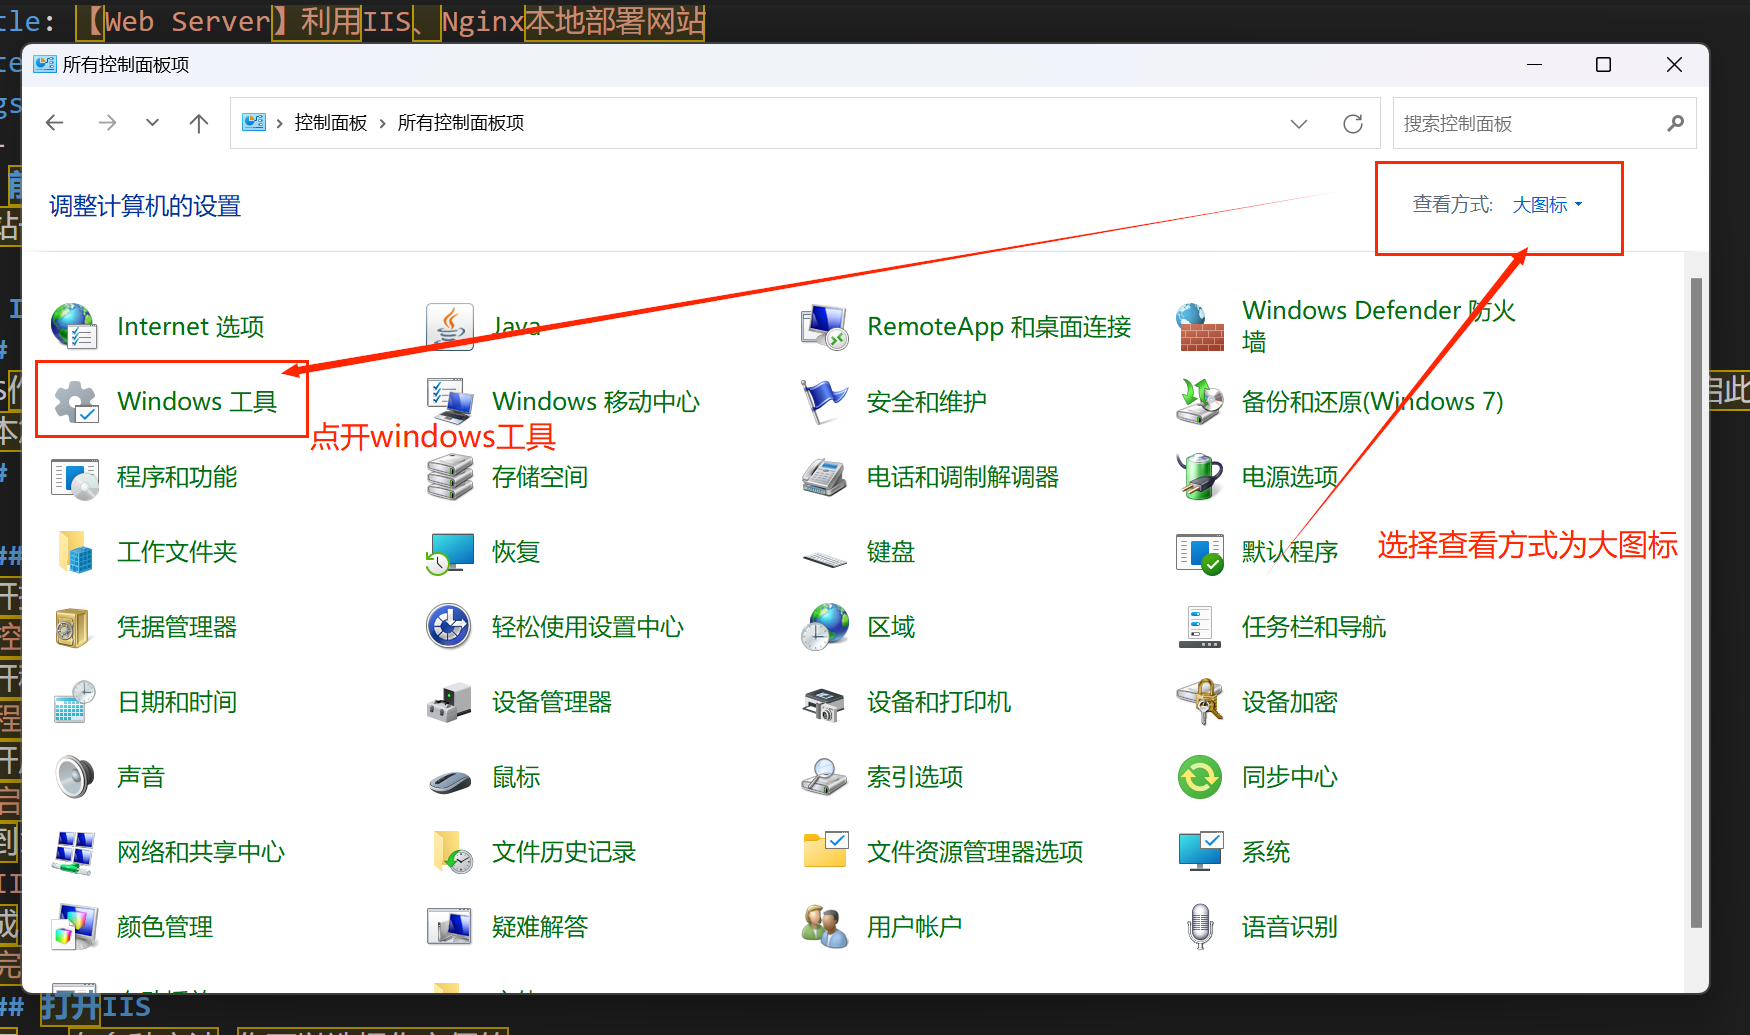 tle: 【Web Server】利用IIS、Nginx本地部署网站
所有控制面板项
控制面板 › 所有控制面板项
搜索控制面板
调整计算机的设置
查看方式: 大图标
Internet 选项
Java
RemoteApp 和桌面连接
Windows Defender 防火墙
Windows 工具
Windows 移动中心
安全和维护
备份和还原(Windows 7)
点开windows工具
程序和功能
存储空间
电话和调制解调器
电源选项
工作文件夹
恢复
键盘
默认程序
选择查看方式为大图标
凭据管理器
轻松使用设置中心
区域
任务栏和导航
日期和时间
设备管理器
设备和打印机
设备加密
声音
鼠标
索引选项
同步中心
网络和共享中心
文件历史记录
文件资源管理器选项
系统
颜色管理
疑难解答
用户帐户
语音识别
## 打开IIS